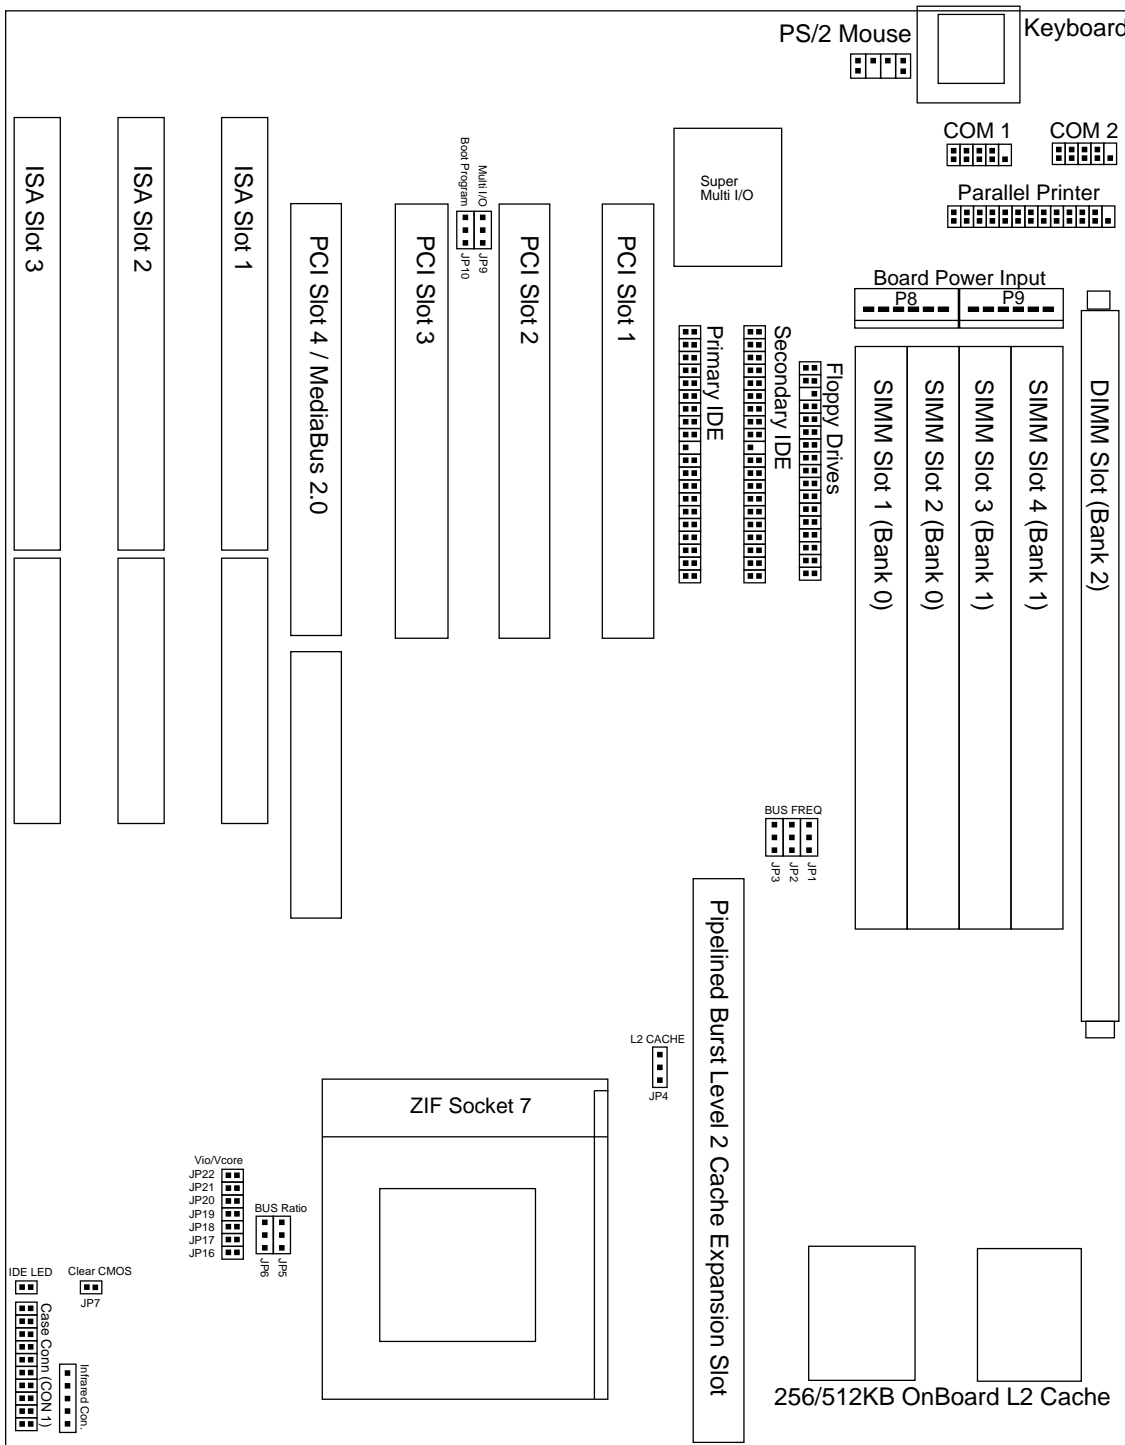 PS/2 Mouse
Keyboard
COM 1
COM 2
Parallel Printer
Super
Multi I/O
Multi I/O
Boot Program
JP9
JP10
ISA Slot 3
ISA Slot 2
ISA Slot 1
PCI Slot 4 / MediaBus 2.0
PCI Slot 3
PCI Slot 2
PCI Slot 1
Board Power Input
P8
P9
Primary IDE
Secondary IDE
Floppy Drives
SIMM Slot 1 (Bank 0)
SIMM Slot 2 (Bank 0)
SIMM Slot 3 (Bank 1)
SIMM Slot 4 (Bank 1)
DIMM Slot (Bank 2)
BUS FREQ
JP3
JP2
JP1
Pipelined Burst Level 2 Cache Expansion Slot
L2 CACHE
JP4
ZIF Socket 7
Vio/Vcore
JP22
JP21
JP20
JP19
JP18
JP17
JP16
BUS Ratio
JP6
JP5
IDE LED
Clear CMOS
JP7
Case Conn (CON 1)
Infrared Con.
256/512KB OnBoard L2 Cache